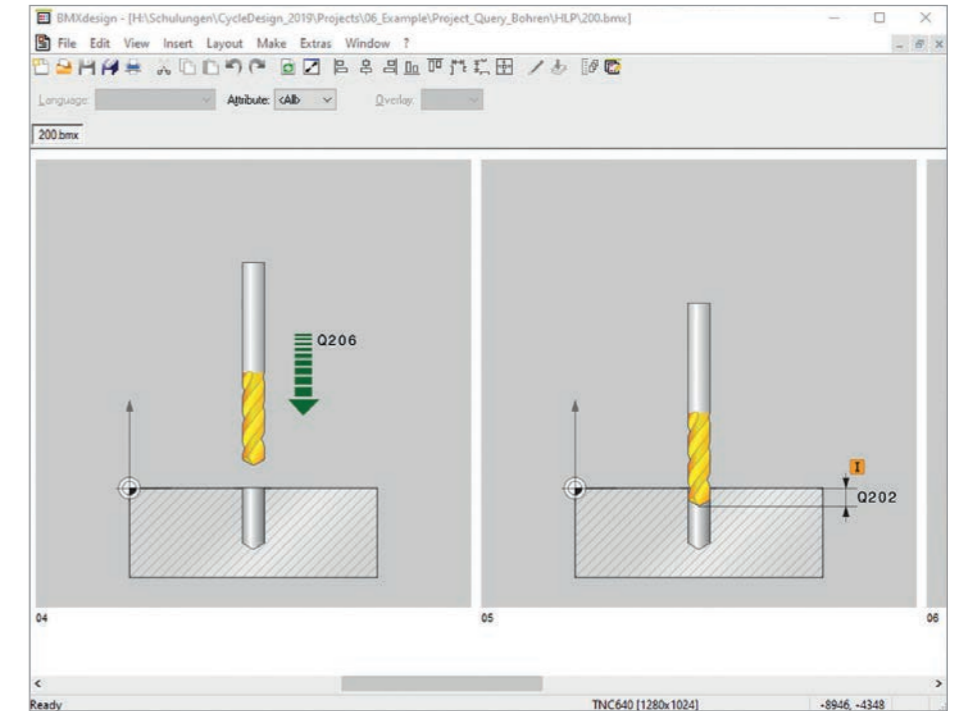 BMXdesign - [H:\Schulungen\CycleDesign_2019\Projects\06_Example\Project_Query_Bohren\HLP\200.bmx]
File Edit View Insert Layout Make Extras Window ?
Language: Attribute: <All> Overlay:
200.bmx
Q206
I
Q202
04 05 06
Ready TNC640 [1280x1024] -8946, -4348